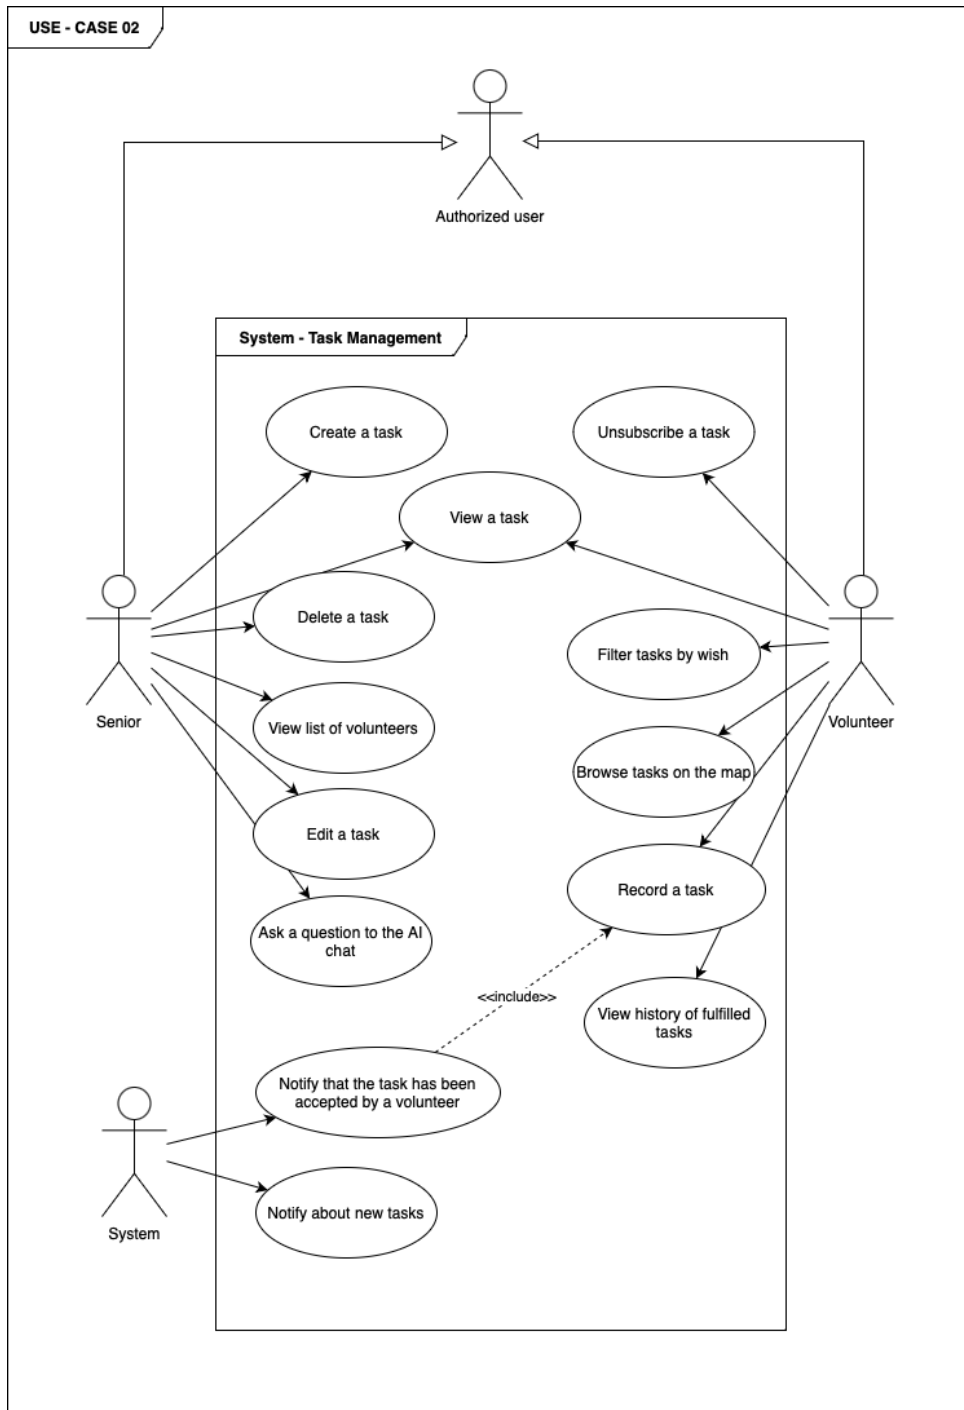 USE - CASE 02
Authorized user
System - Task Management
Create a task
Unsubscribe a task
View a task
Delete a task
Filter tasks by wish
Senior
View list of volunteers
Volunteer
Browse tasks on the map
Edit a task
Record a task
Ask a question to the AI
chat
<<include>>
View history of fulfilled
tasks
Notify that the task has been
accepted by a volunteer
Notify about new tasks
System